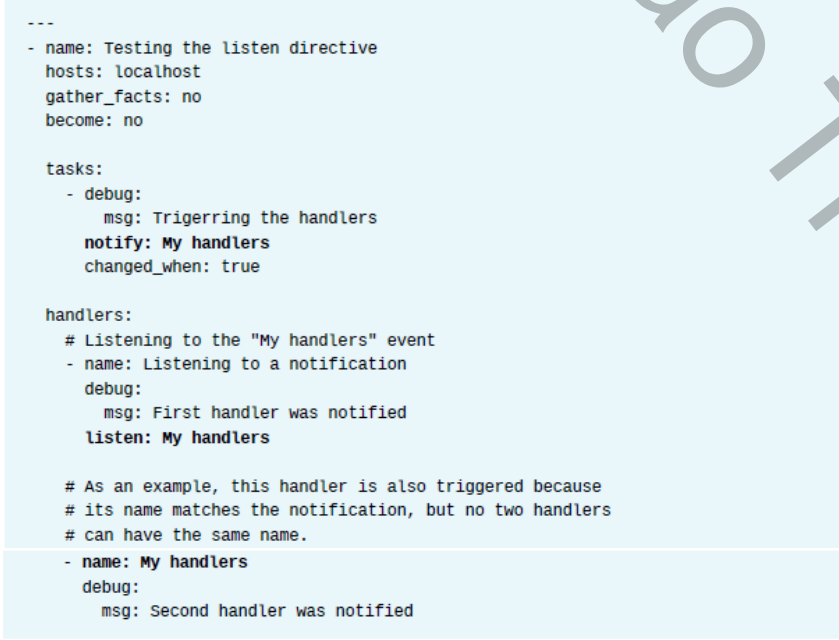 ---
- name: Testing the listen directive
  hosts: localhost
  gather_facts: no
  become: no

  tasks:
    - debug:
        msg: Trigerring the handlers
      notify: My handlers
      changed_when: true

  handlers:
    # Listening to the "My handlers" event
    - name: Listening to a notification
      debug:
        msg: First handler was notified
      listen: My handlers

    # As an example, this handler is also triggered because
    # its name matches the notification, but no two handlers
    # can have the same name.
    - name: My handlers
      debug:
        msg: Second handler was notified